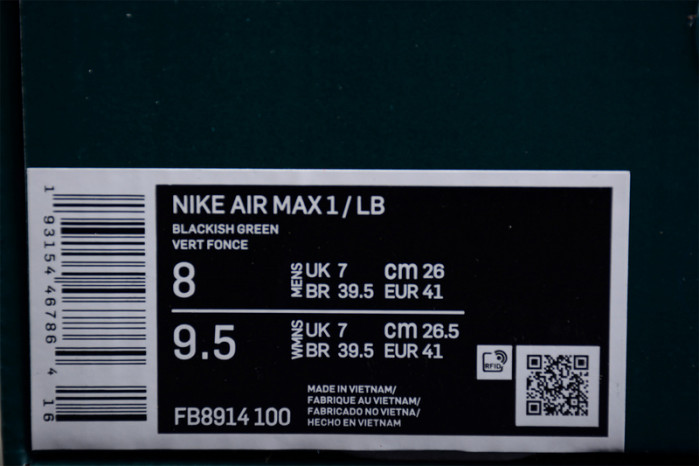 NIKE AIR MAX 1 / LB
BLACKISH GREEN
VERT FONCE
8 MENS UK 7 cm 26
BR 39.5 EUR 41
9.5 WMNS UK 7 cm 26.5
BR 39.5 EUR 41
RFID
FB8914 100
MADE IN VIETNAM/
FABRIQUE AU VIETNAM/
FABRICADO NO VIETNA/
HECHO EN VIETNAM
1 93154 46786 4 16